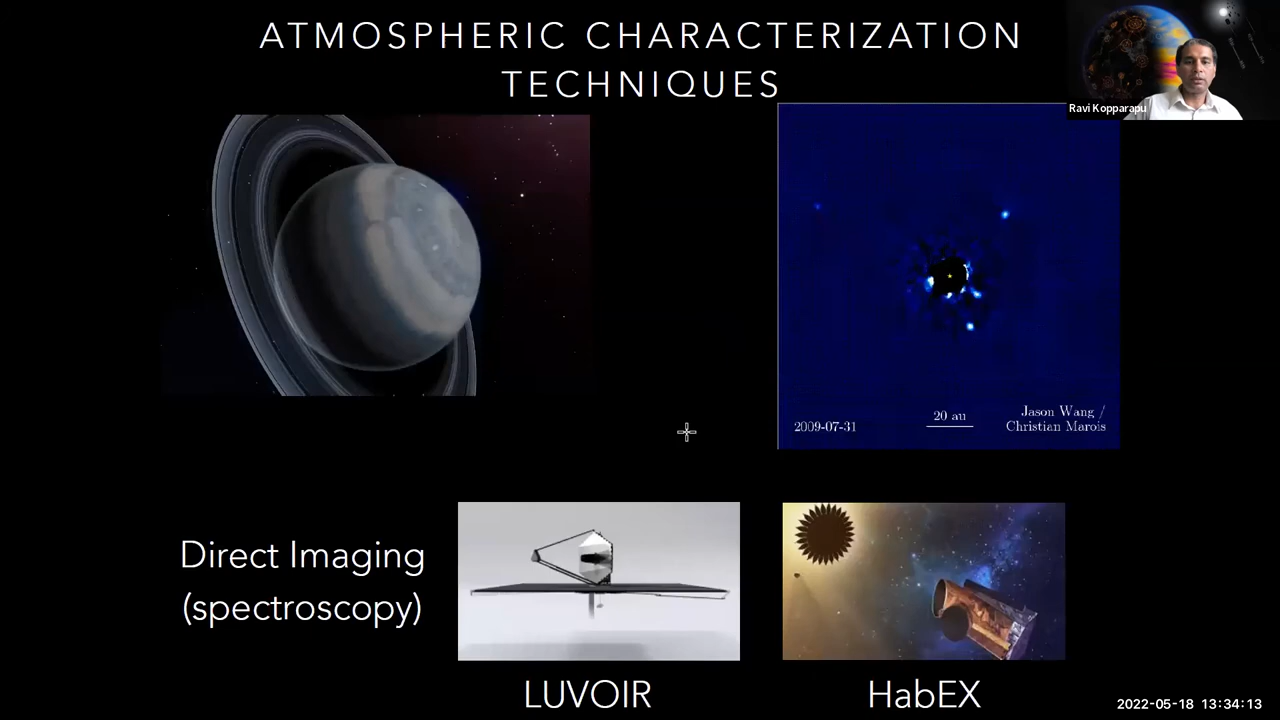 ATMOSPHERIC CHARACTERIZATION
TECHNIQUES
Ravi Kopparapu
2009-07-31
20 au
Jason Wang /
Christian Marois
Direct Imaging
(spectroscopy)
LUVOIR
HabEX
2022-05-18 13:34:13